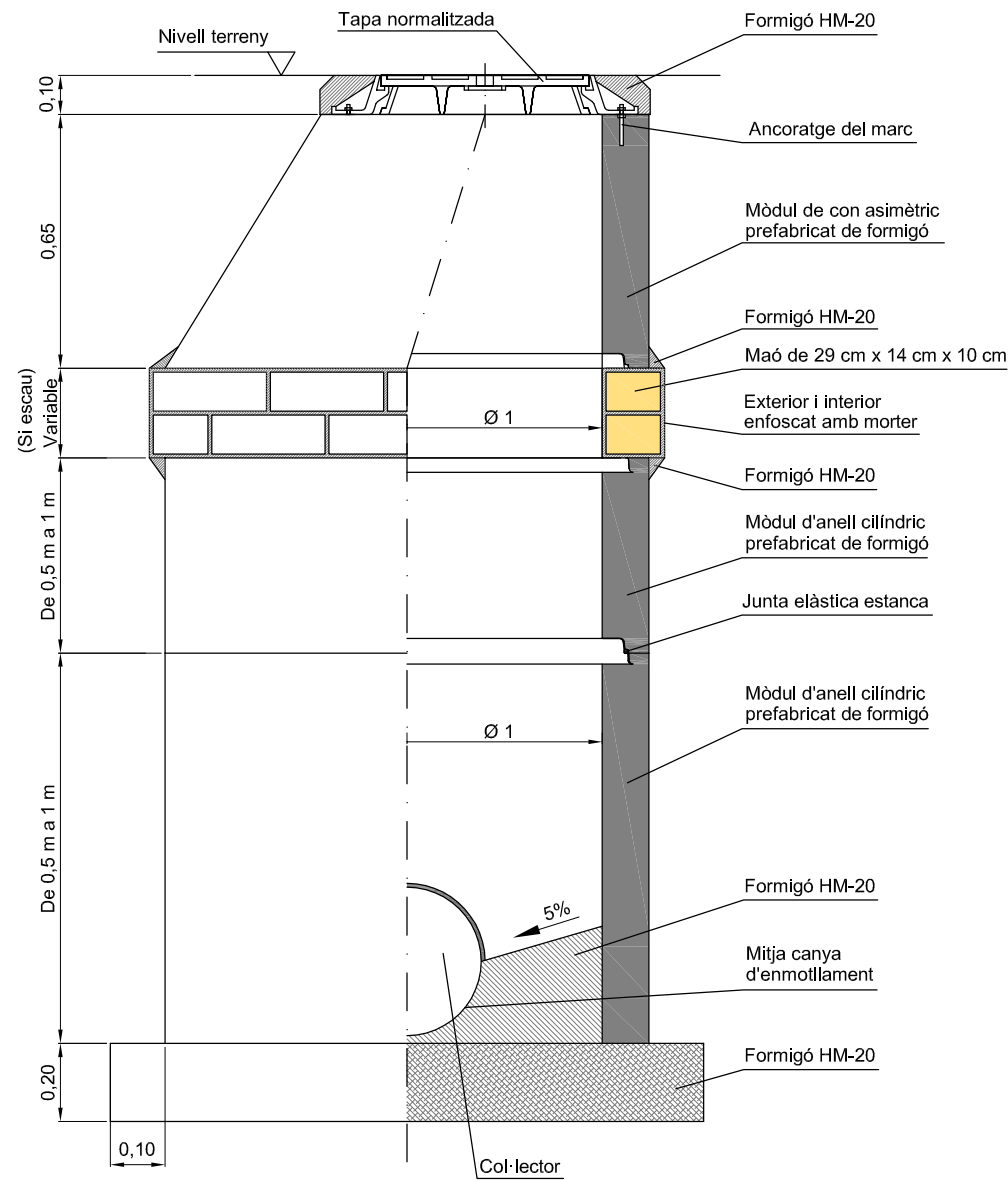 Tapa normalitzada
Formigó HM-20
Nivell terreny
0,10
Ancoratge del marc
Mòdul de con asimètric
prefabricat de formigó
0,65
Formigó HM-20
Maó de 29 cm x 14 cm x 10 cm
(Si escau)
Variable
Ø 1
Exterior i interior
enfoscat amb morter
Formigó HM-20
De 0,5 m a 1 m
Mòdul d'anell cilíndric
prefabricat de formigó
Junta elàstica estanca
Mòdul d'anell cilíndric
prefabricat de formigó
Ø 1
De 0,5 m a 1 m
Formigó HM-20
5%
Mitja canya
d'enmotllament
Formigó HM-20
0,20
0,10
Col·lector